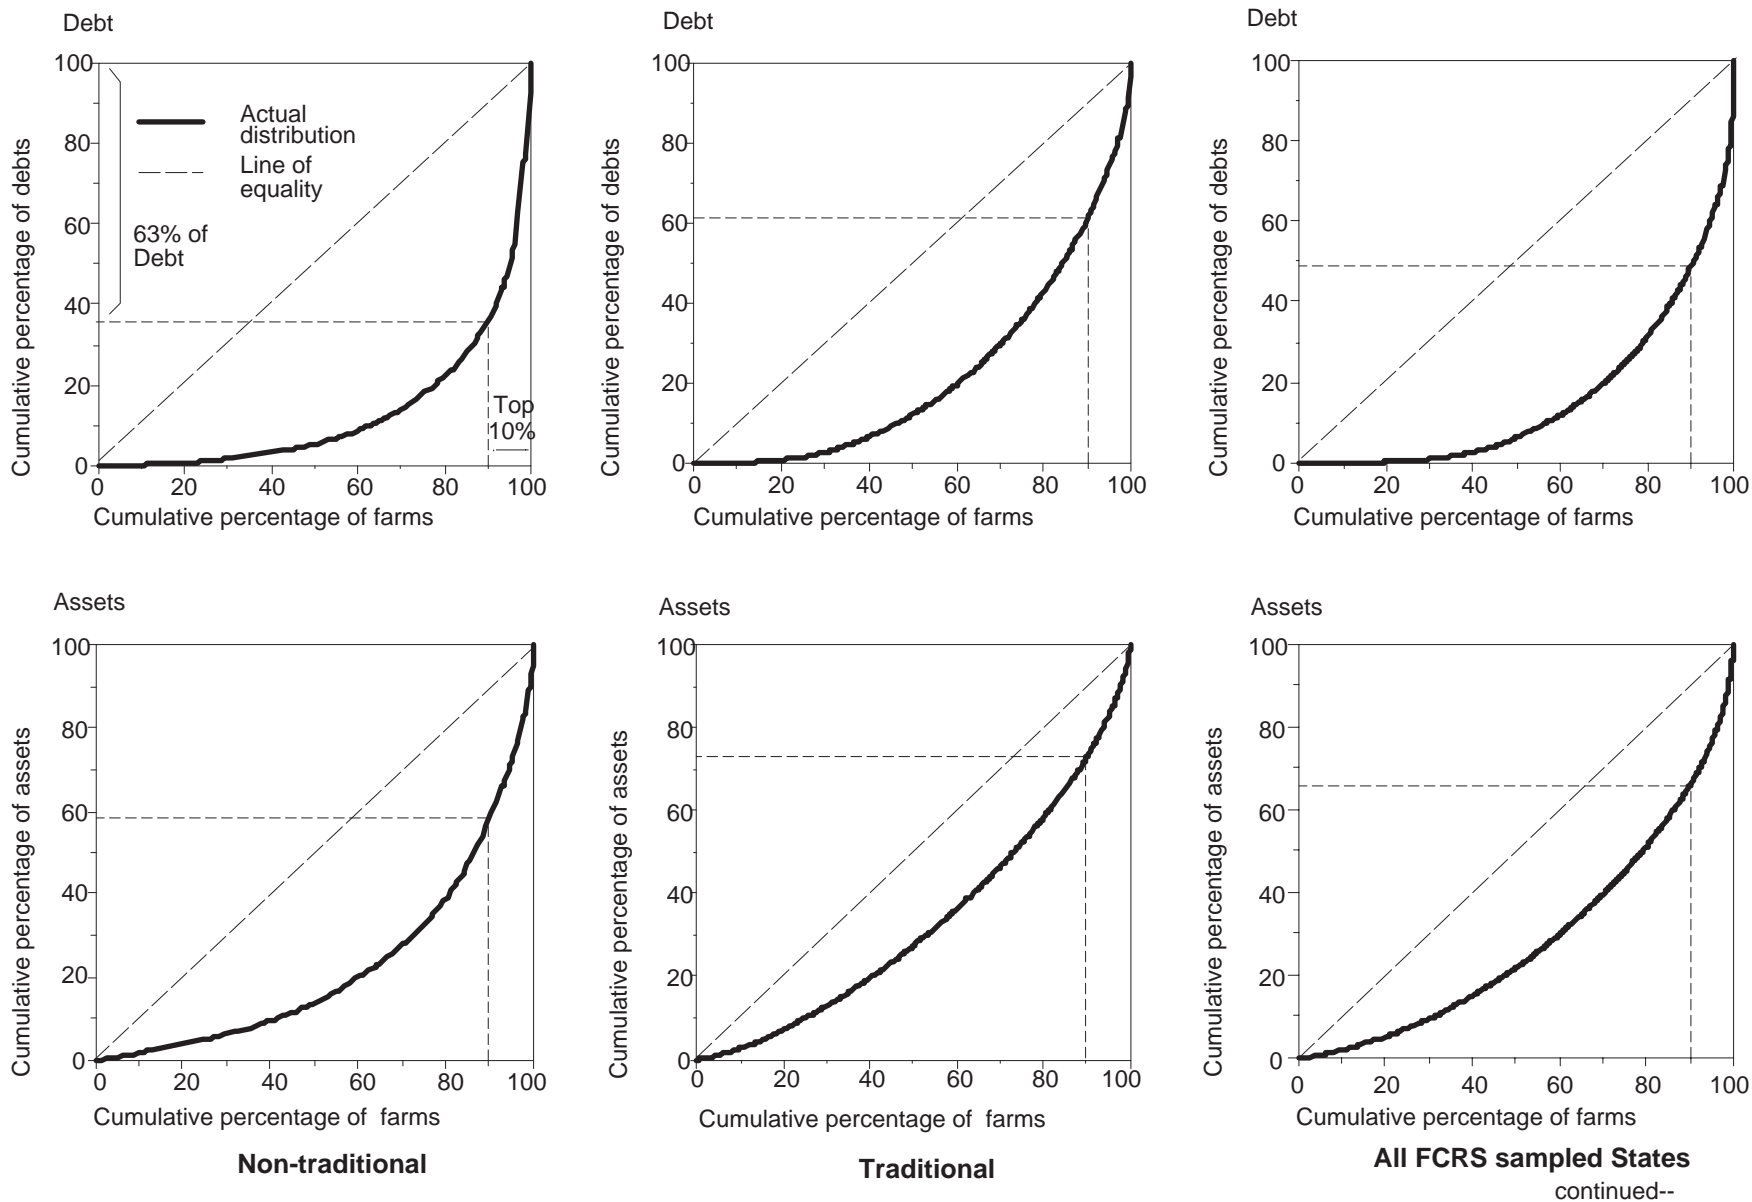 Debt
100
80
60
40
20
0
0 20 40 60 80 100
Cumulative percentage of debts
Cumulative percentage of farms
Actual
distribution
Line of
equality
63% of
Debt
Top
10%
Debt
100
80
60
40
20
0
0 20 40 60 80 100
Cumulative percentage of debts
Cumulative percentage of farms
Debt
100
80
60
40
20
0
0 20 40 60 80 100
Cumulative percentage of debts
Cumulative percentage of farms
Assets
100
80
60
40
20
0
0 20 40 60 80 100
Cumulative percentage of assets
Cumulative percentage of farms
Non-traditional
Assets
100
80
60
40
20
0
0 20 40 60 80 100
Cumulative percentage of assets
Cumulative percentage of farms
Traditional
Assets
100
80
60
40
20
0
0 20 40 60 80 100
Cumulative percentage of assets
Cumulative percentage of farms
All FCRS sampled States
continued--